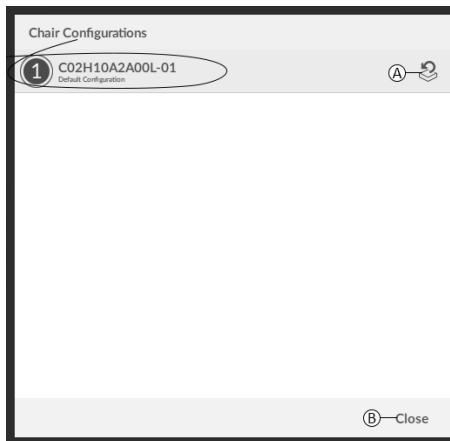 Chair Configurations
1 C02H10A2A00L-01
Default Configuration
A
B Close